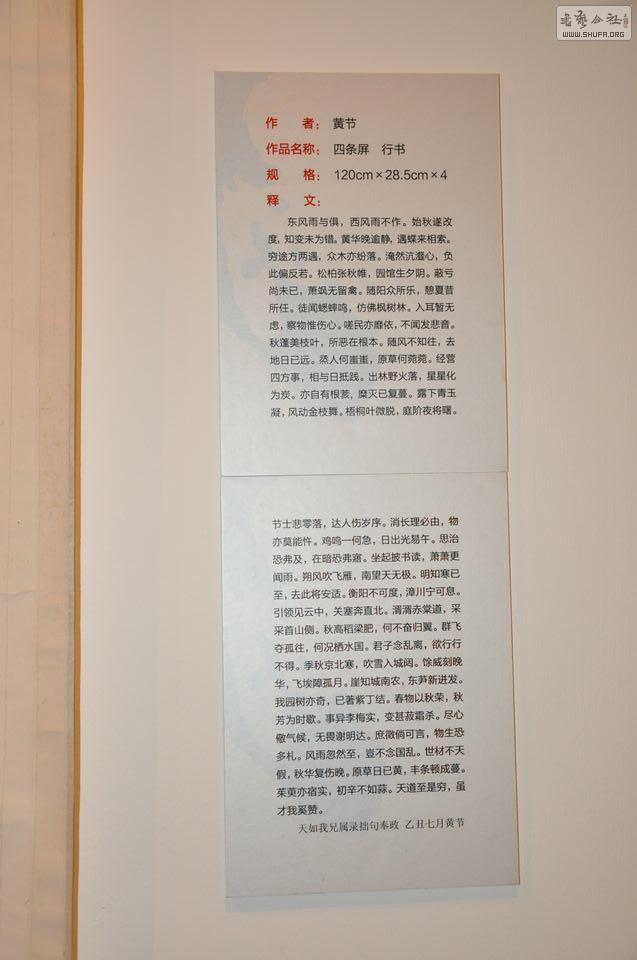 WWW.SHUFA.ORG
作 者： 黄节
作品名称： 四条屏 行书
规 格： 120cm×28.5cm×4
释 文：
东风雨与俱，西风雨不作。始秋遂改
度，知变未为错。黄华晚逾静，遇蝶来相索。
穷途方两遇，众木亦纷落。淹然沆瀣心，负
此偏反若。松柏张秋帷，园馆生夕阴。蔽亏
尚未已，萧飒无留禽。随阳众所乐，憩夏昔
所任。徒闻蟋蟀鸣，仿佛枫树林。入耳暂无
虑，察物惟伤心。嗟民亦靡依，不闻发悲音。
秋蓬美枝叶，所恶在根本。随风不知往，去
地日已远。烝人何蚩蚩，原草何菀菀。经营
四方事，相与日抵践。出林野火落，星星化
为炭。亦自有根荄，糜灭已复蔓。露下青玉
凝，风动金枝舞。梧桐叶微脱，庭阶夜将曙。
节士悲零落，达人伤岁序。消长理必由，物
亦莫能忤。鸡鸣一何急，日出光易午。思治
恐弗及，在暗恐弗寤。坐起披书读，萧萧更
闻雨。朔风吹飞雁，南望天无极。明知寒已
至，去此将安适。衡阳不可度，漳川宁可息。
引领见云中，关塞奔直北。湑湑赤棠道，采
采首山侧。秋高稻梁肥，何不奋归翼。群飞
夺孤往，何况栖水国。君子念乱离，欲行行
不得。季秋京北寒，吹雪入城阙。馀威刻晚
华，飞埃障孤月。崖知城南农，东笋新迸发。
我园树亦奇，已著紫丁结。春物以秋荣，秋
芳为时歇。事异李梅实，变甚菽霜杀。尽心
儆气候，无畏谢明达。庶徵倘可言，物生恐
多札。风雨忽然至，岂不念国乱。世材不天
假，秋华复伤晚。原草日已黄，丰条顿成蔓。
茱萸亦宿实，初辛不如蒜。天道至是穷，虽
才我奚赞。
天如我兄属录拙句奉政 乙丑七月黄节